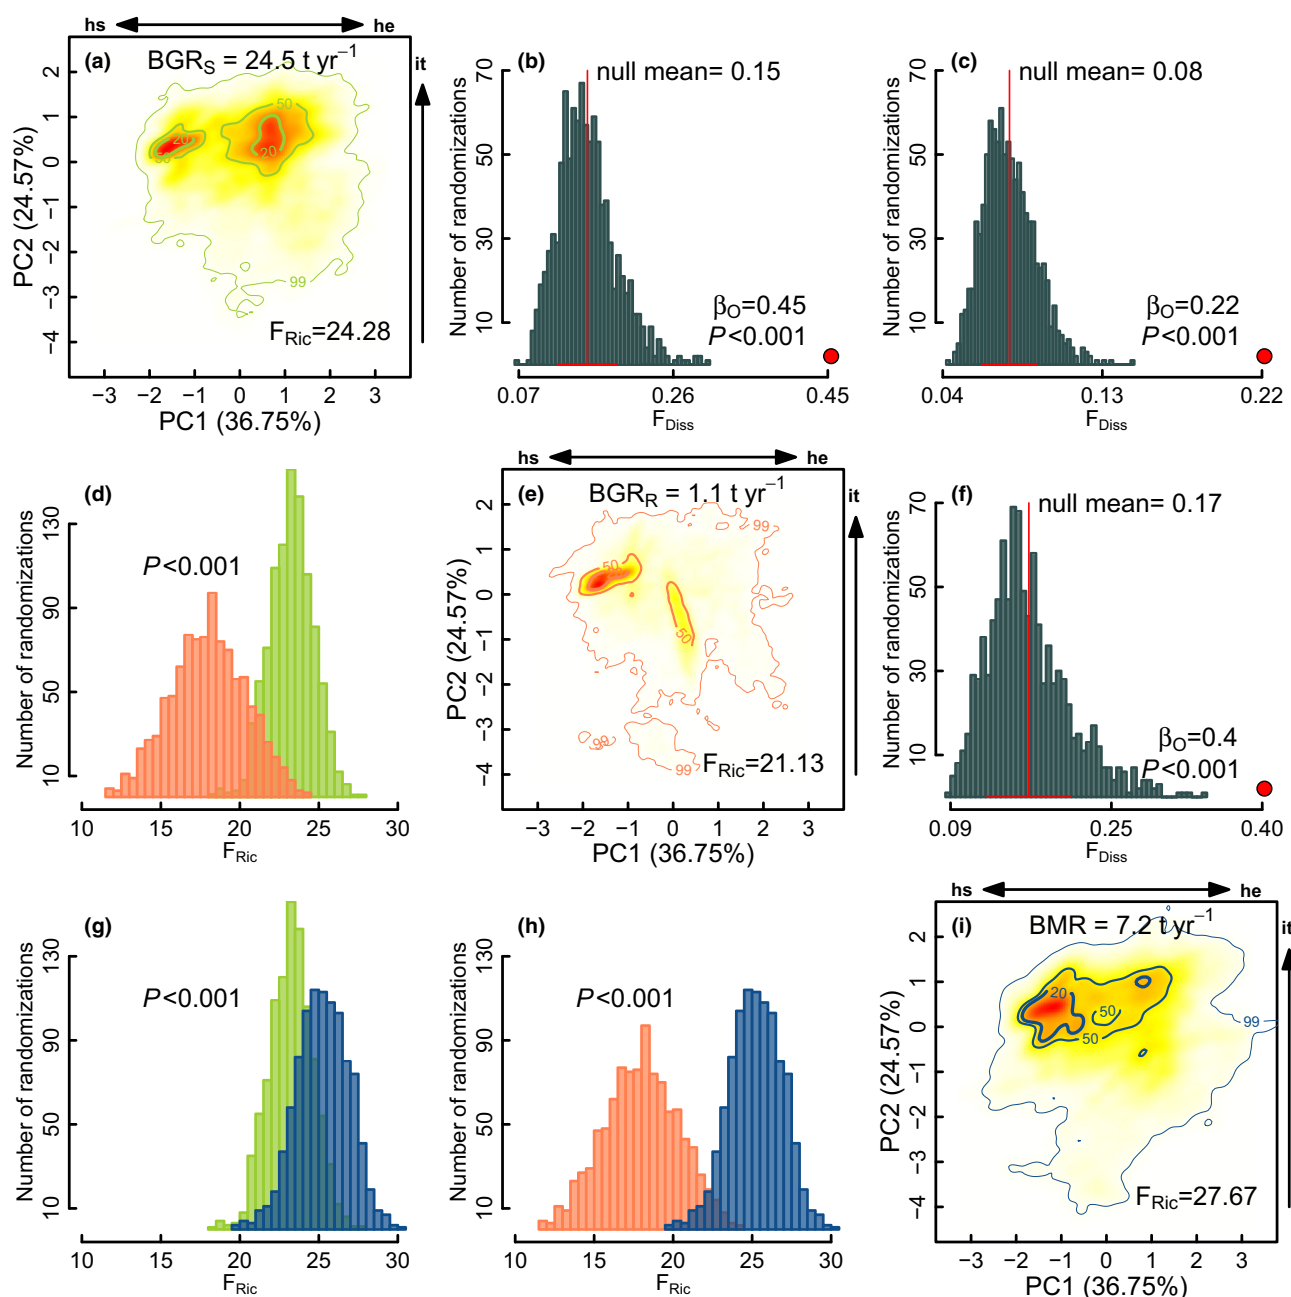 hs he
(a) BGRS = 24.5 t yr−1
it
PC2 (24.57%)
2
1
0
−1
−2
−3
−4
50
20
50
20
99
FRic=24.28
−3 −2 −1 0 1 2 3
PC1 (36.75%)
(b) null mean= 0.15
Number of randomizations
70
50
30
10
βO=0.45
P<0.001
0.07 0.26 0.45
FDiss
(c) null mean= 0.08
Number of randomizations
70
50
30
10
βO=0.22
P<0.001
0.04 0.13 0.22
FDiss
(d)
Number of randomizations
130
90
50
10
P<0.001
10 15 20 25 30
FRic
hs he
(e) BGRR = 1.1 t yr−1
it
PC2 (24.57%)
2
1
0
−1
−2
−3
−4
99
50
50
99
99
FRic=21.13
−3 −2 −1 0 1 2 3
PC1 (36.75%)
(f) null mean= 0.17
Number of randomizations
70
50
30
10
βO=0.4
P<0.001
0.09 0.25 0.40
FDiss
(g)
Number of randomizations
130
90
50
10
P<0.001
10 15 20 25 30
FRic
(h)
Number of randomizations
130
90
50
10
P<0.001
10 15 20 25 30
FRic
hs he
(i) BMR = 7.2 t yr−1
it
PC2 (24.57%)
2
1
0
−1
−2
−3
−4
20
50
50
99
FRic=27.67
−3 −2 −1 0 1 2 3
PC1 (36.75%)